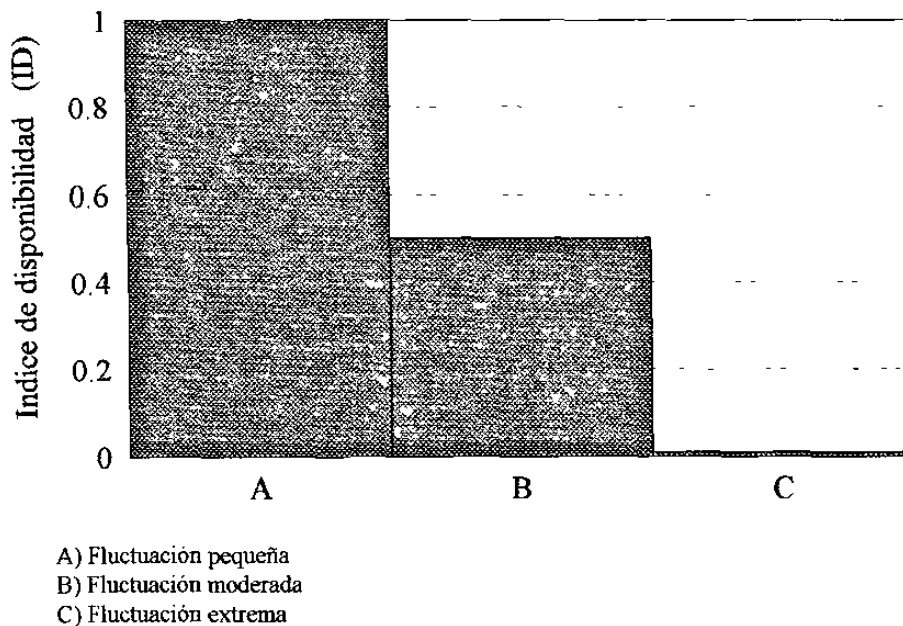 Indice de disponibilidad (ID)
1
0.8
0.6
0.4
0.2
0
A B C
A) Fluctuación pequeña
B) Fluctuación moderada
C) Fluctuación extrema